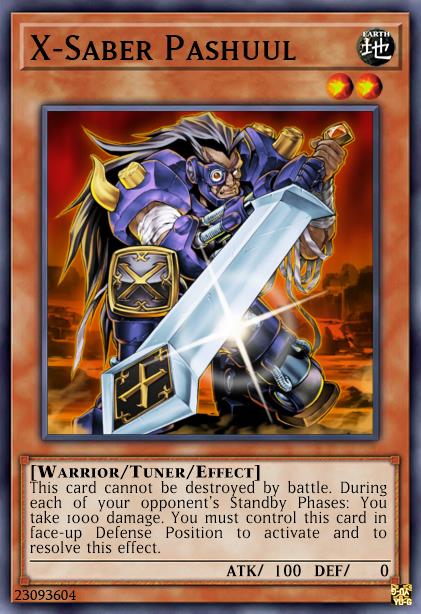 X-Saber Pashuul
EARTH
地
[Warrior/Tuner/Effect]
This card cannot be destroyed by battle. During
each of your opponent's Standby Phases: You
take 1000 damage. You must control this card in
face-up Defense Position to activate and to
resolve this effect.
ATK/ 100 DEF/ 0
23093604